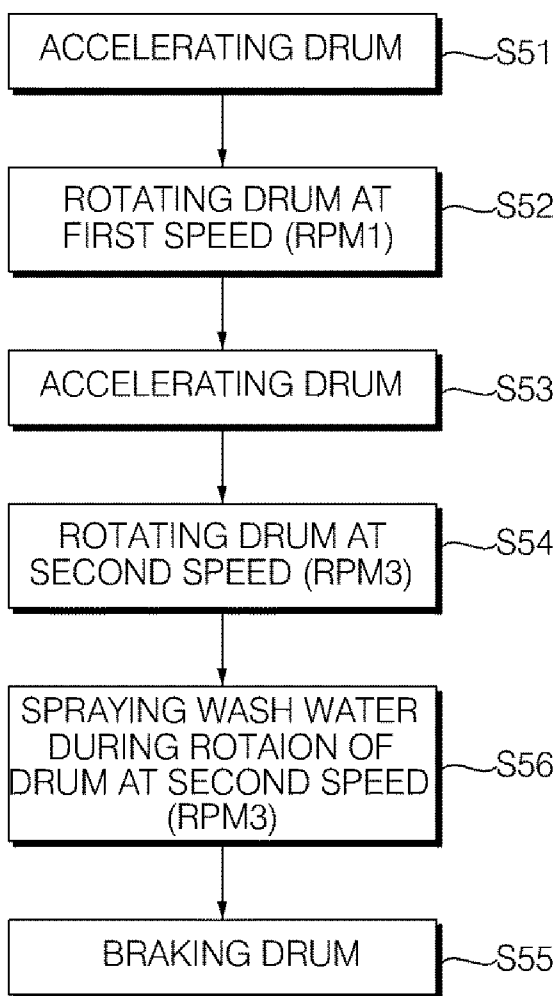 ACCELERATING DRUM
S51
ROTATING DRUM AT
FIRST SPEED (RPM1)
S52
ACCELERATING DRUM
S53
ROTATING DRUM AT
SECOND SPEED (RPM3)
S54
SPRAYING WASH WATER
DURING ROTAION OF
DRUM AT SECOND SPEED
(RPM3)
S56
BRAKING DRUM
S55